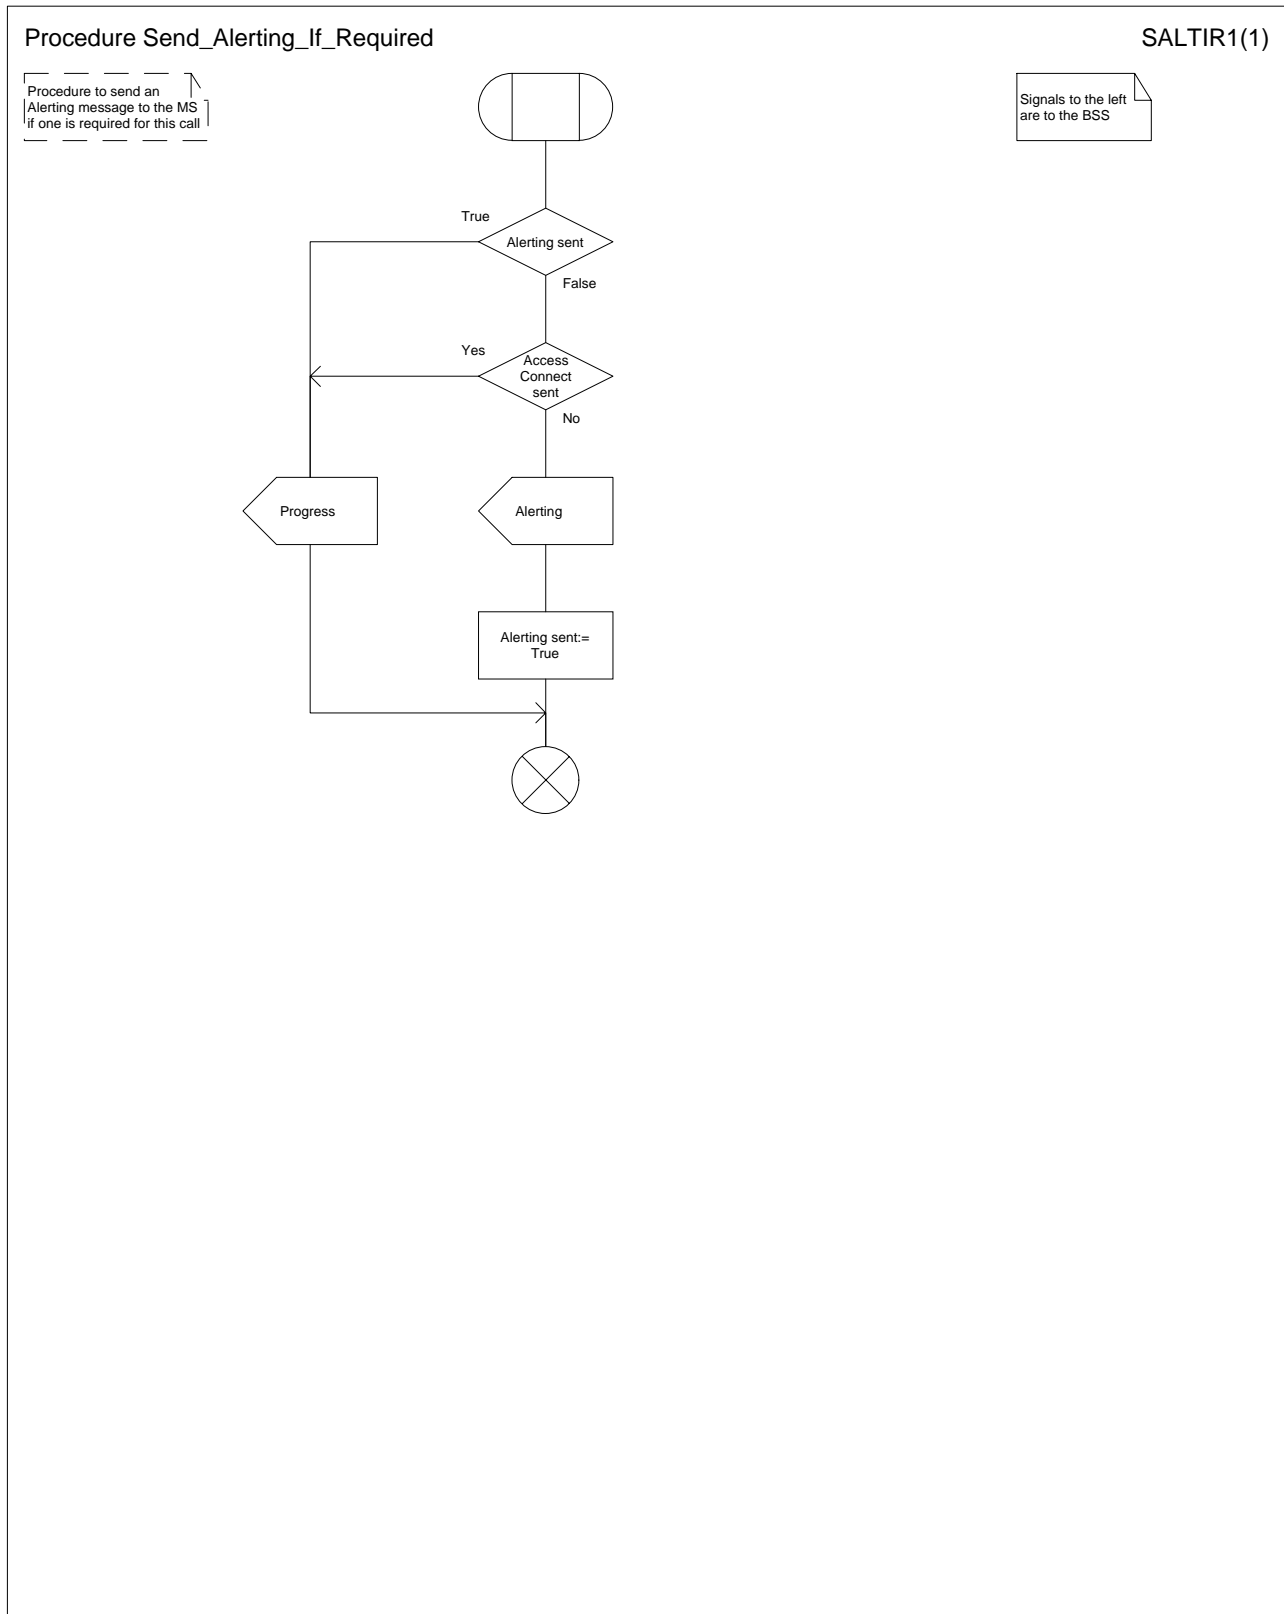 Procedure Send_Alerting_If_Required
SALTIR1(1)
Procedure to send an
Alerting message to the MS
if one is required for this call
Signals to the left
are to the BSS
True
Alerting sent
False
Yes
Access
Connect
sent
No
Progress
Alerting
Alerting sent:=
True